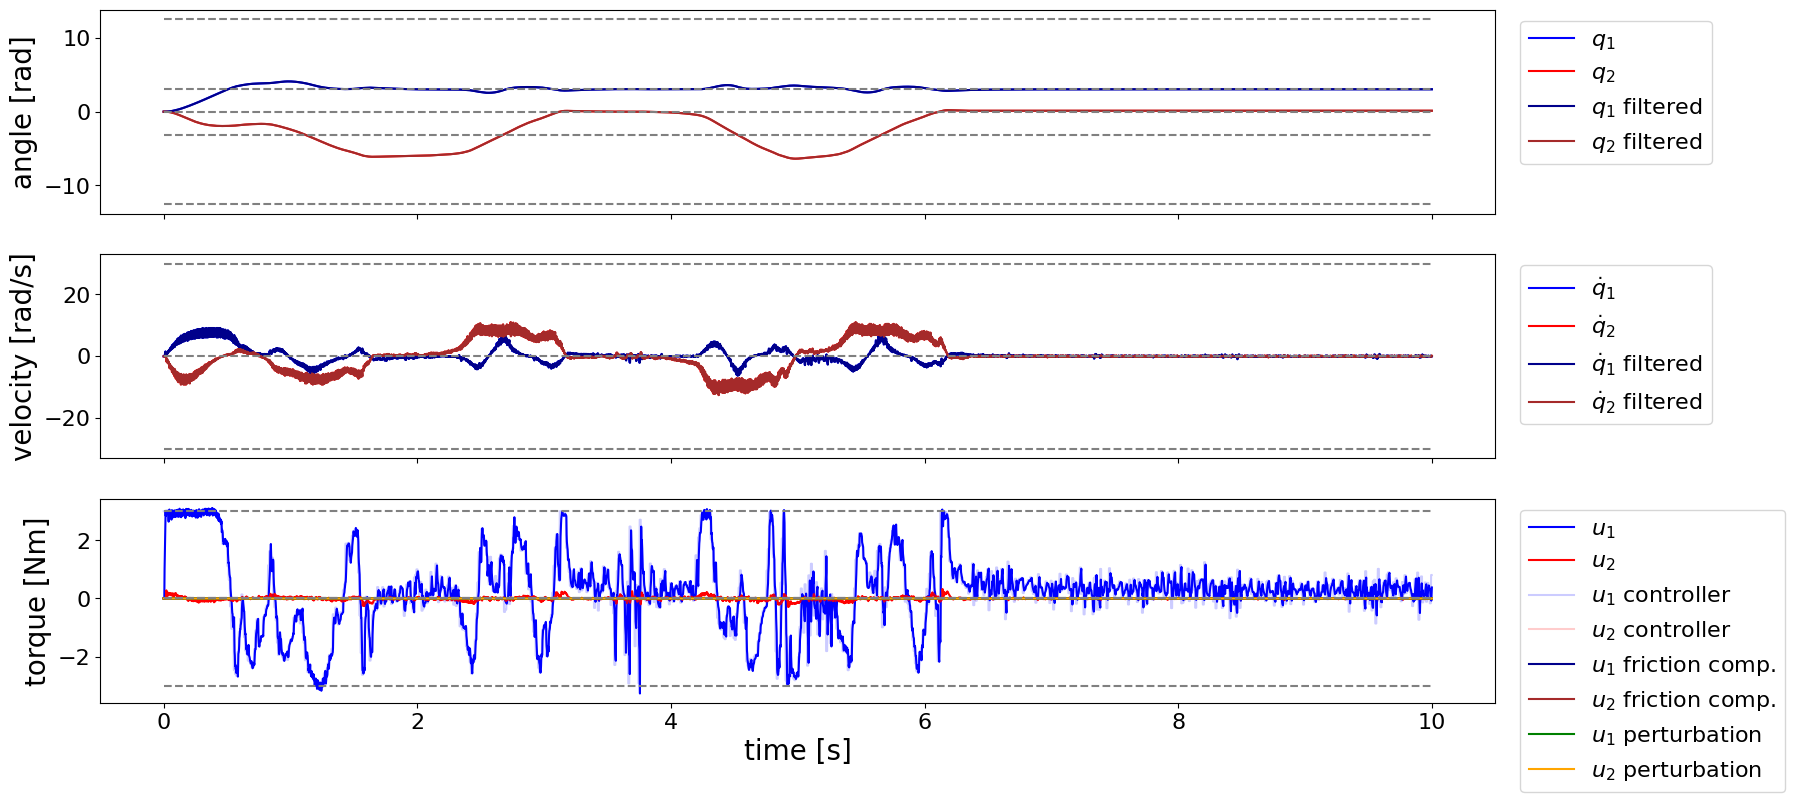 angle [rad]
10
0
−10
q₁
q₂
q₁ filtered
q₂ filtered
velocity [rad/s]
20
0
−20
q̇₁
q̇₂
q̇₁ filtered
q̇₂ filtered
torque [Nm]
2
0
−2
0 2 4 6 8 10
time [s]
u₁
u₂
u₁ controller
u₂ controller
u₁ friction comp.
u₂ friction comp.
u₁ perturbation
u₂ perturbation